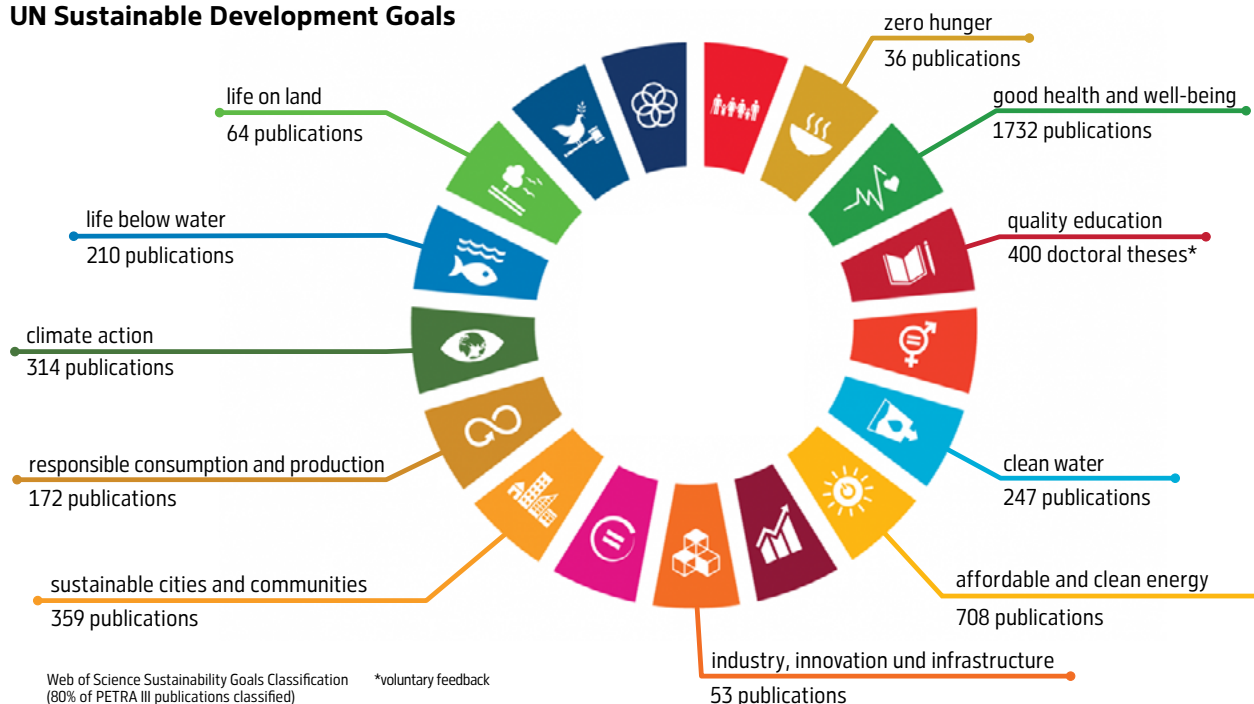 UN Sustainable Development Goals
zero hunger
36 publications
good health and well-being
1732 publications
quality education
400 doctoral theses*
clean water
247 publications
affordable and clean energy
708 publications
industry, innovation und infrastructure
53 publications
sustainable cities and communities
359 publications
responsible consumption and production
172 publications
climate action
314 publications
life below water
210 publications
life on land
64 publications
Web of Science Sustainability Goals Classification *voluntary feedback
(80% of PETRA III publications classified)